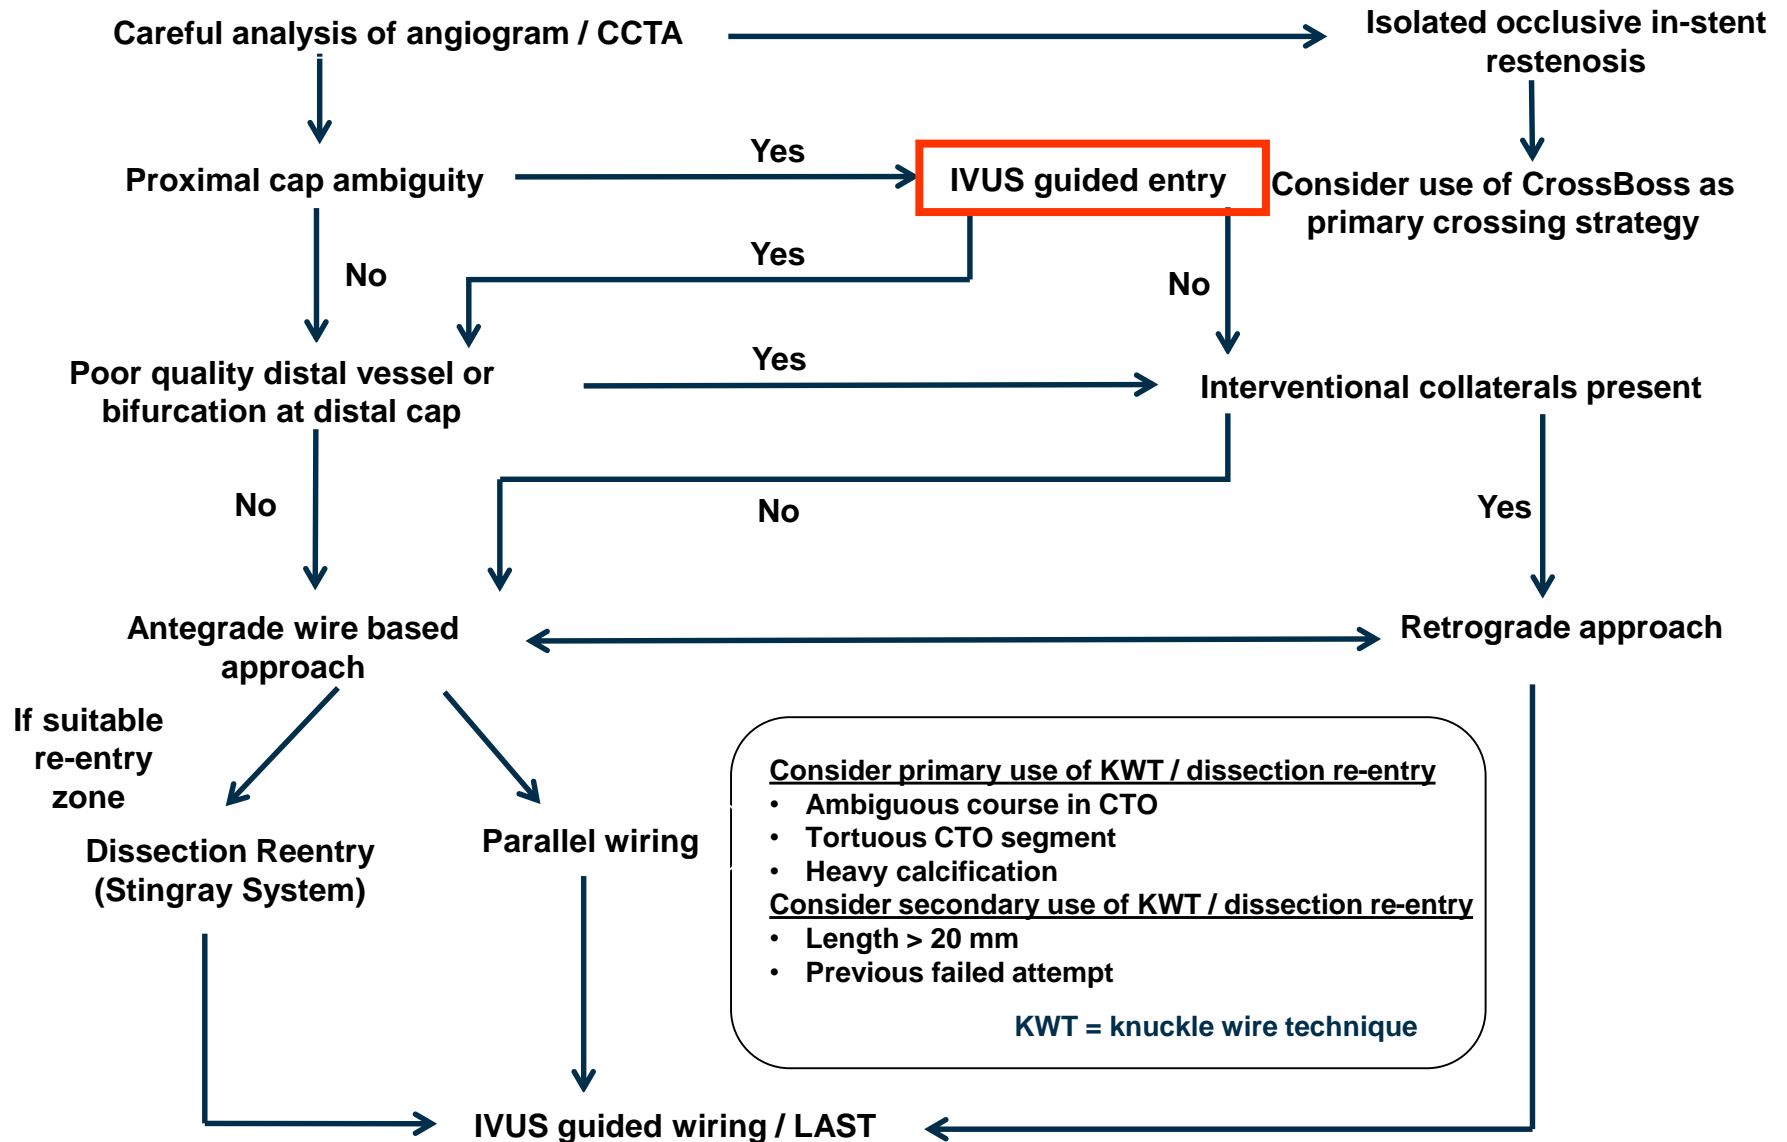 Careful analysis of angiogram / CCTA
Isolated occlusive in-stent
restenosis
Proximal cap ambiguity
Yes
IVUS guided entry
Consider use of CrossBoss as
primary crossing strategy
No
Yes
No
Poor quality distal vessel or
bifurcation at distal cap
Yes
Interventional collaterals present
No
No
Yes
Antegrade wire based
approach
Retrograde approach
If suitable
re-entry
zone
Dissection Reentry
(Stingray System)
Parallel wiring
Consider primary use of KWT / dissection re-entry
• Ambiguous course in CTO
• Tortuous CTO segment
• Heavy calcification
Consider secondary use of KWT / dissection re-entry
• Length > 20 mm
• Previous failed attempt
KWT = knuckle wire technique
IVUS guided wiring / LAST